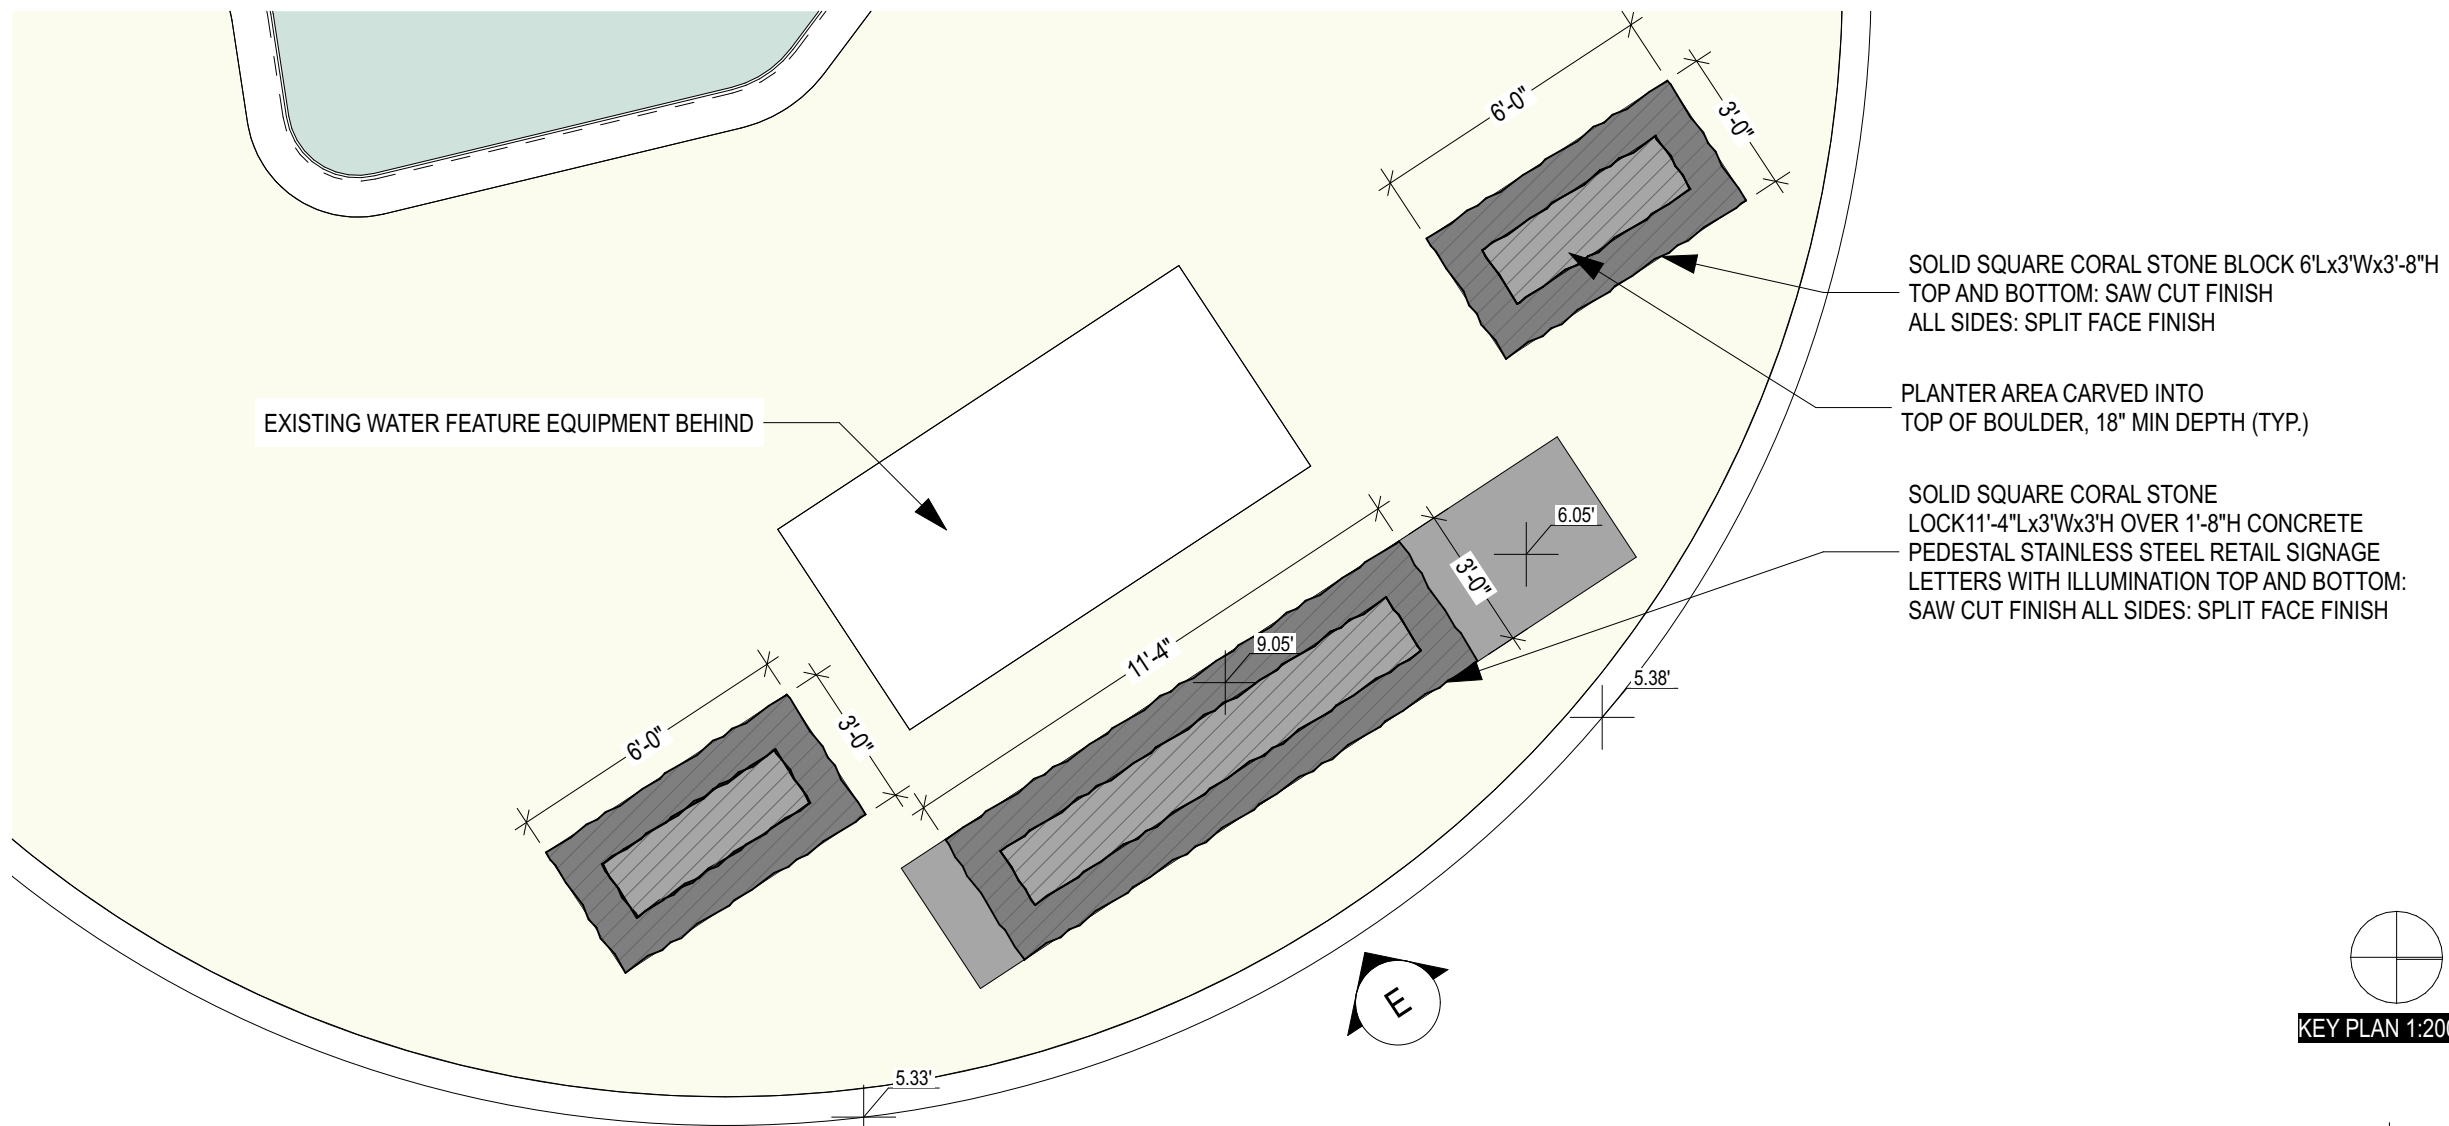 6'-0"
3'-0"
SOLID SQUARE CORAL STONE BLOCK 6'Lx3'Wx3'-8"H
TOP AND BOTTOM: SAW CUT FINISH
ALL SIDES: SPLIT FACE FINISH
PLANTER AREA CARVED INTO
TOP OF BOULDER, 18" MIN DEPTH (TYP.)
EXISTING WATER FEATURE EQUIPMENT BEHIND
SOLID SQUARE CORAL STONE
LOCK11'-4"Lx3'Wx3'H OVER 1'-8"H CONCRETE
PEDESTAL STAINLESS STEEL RETAIL SIGNAGE
LETTERS WITH ILLUMINATION TOP AND BOTTOM:
SAW CUT FINISH ALL SIDES: SPLIT FACE FINISH
6.05'
3'-0"
11'-4"
9.05'
5.38'
6'-0"
3'-0"
E
KEY PLAN 1:200
5.33'